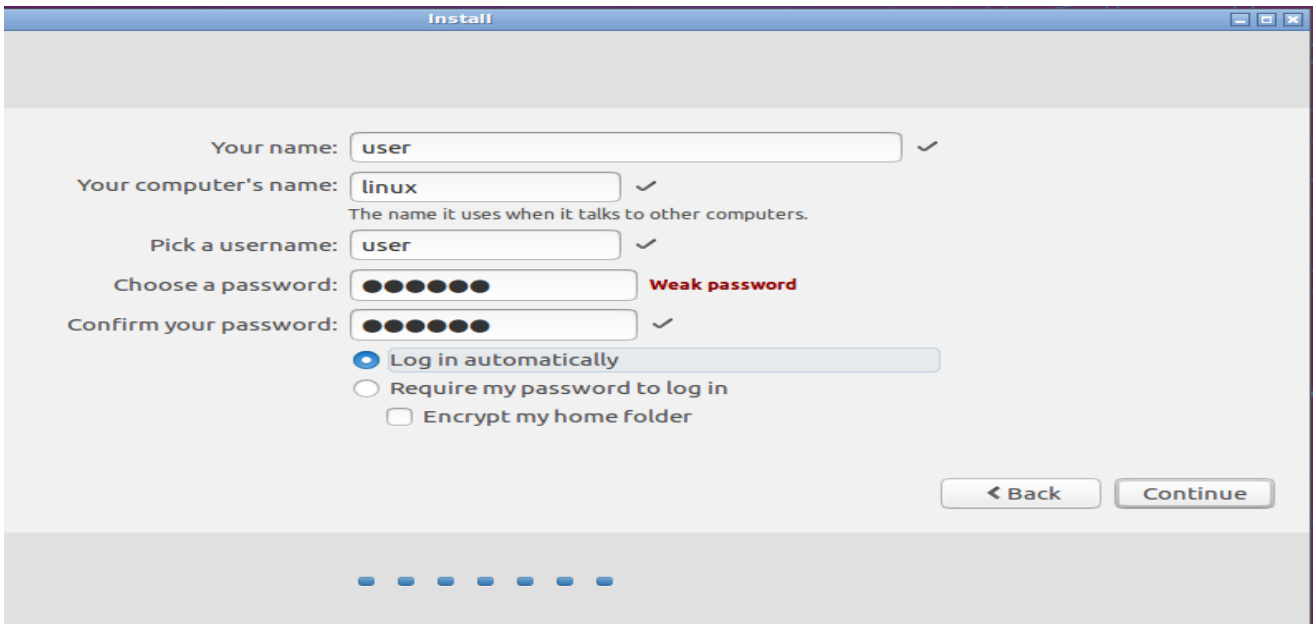 Install
Your name: user
Your computer's name: linux
The name it uses when it talks to other computers.
Pick a username: user
Choose a password: ●●●●●● Weak password
Confirm your password: ●●●●●●
Log in automatically
Require my password to log in
Encrypt my home folder
Back Continue